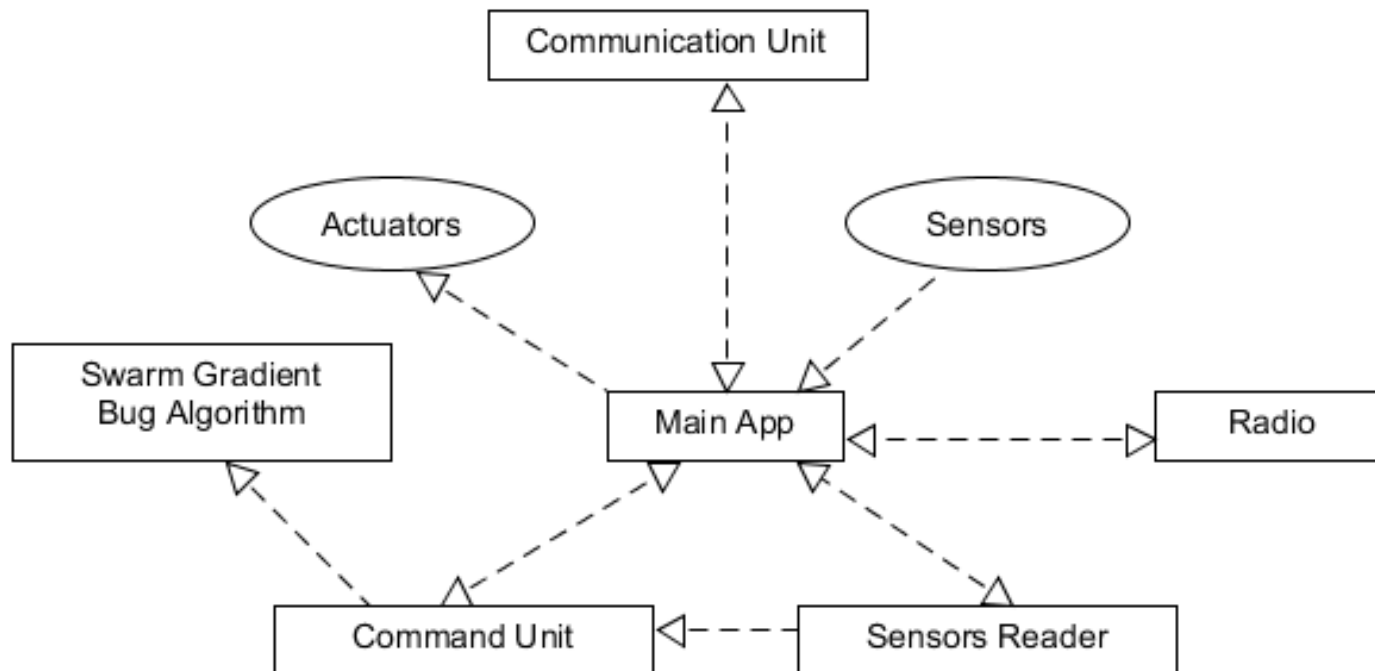 Communication Unit
Actuators
Sensors
Swarm Gradient
Bug Algorithm
Main App
Radio
Command Unit
Sensors Reader